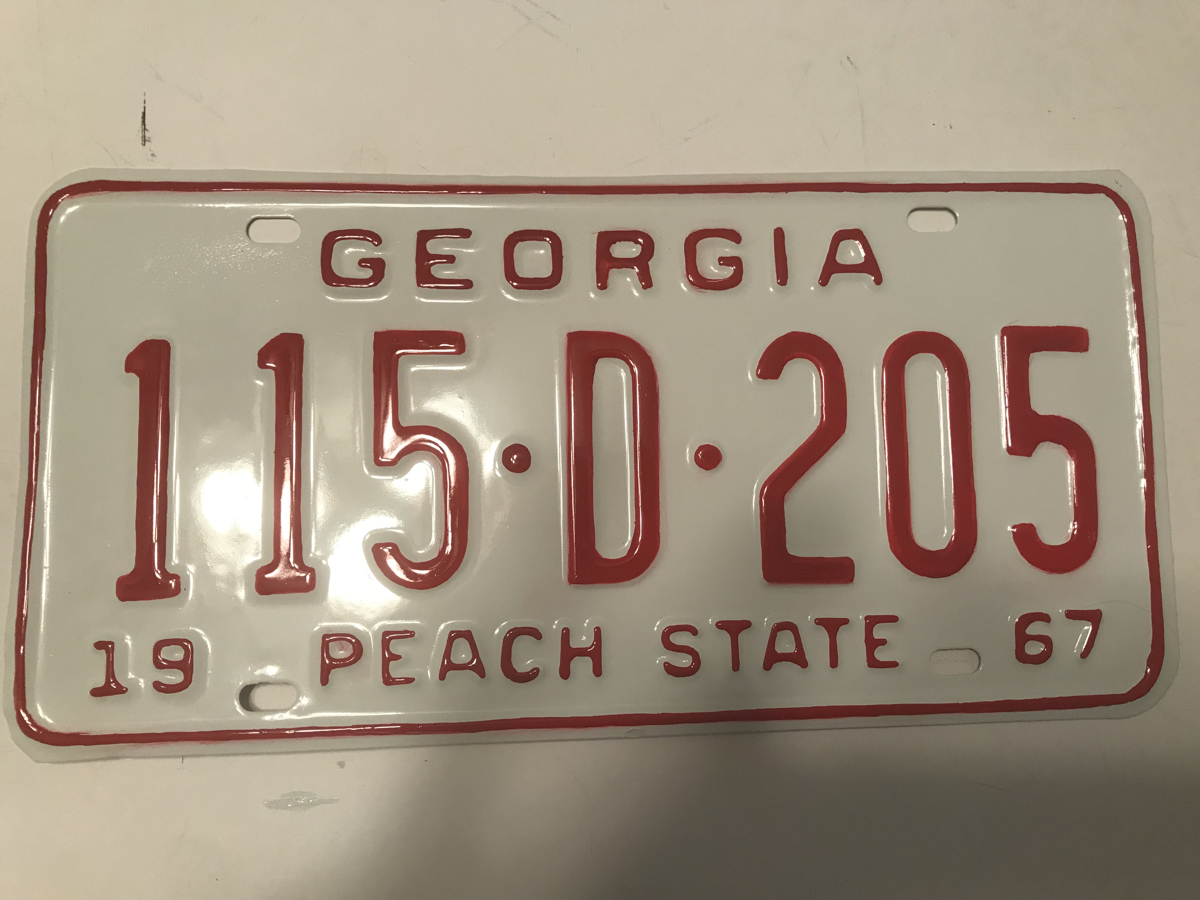 GEORGIA
115·D·205
19 PEACH STATE 67